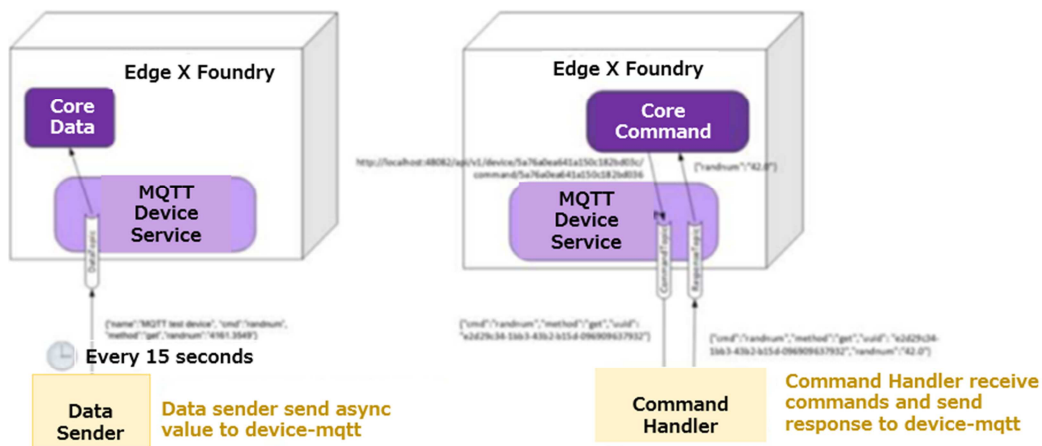 Edge X Foundry
Core
Data
MQTT
Device
Service
DataTopic
{"name":"MQTT test device", "cmd":"randnum",
"method":"get","randnum":"4161.3549"}
Every 15 seconds
Data
Sender
Data sender send async
value to device-mqtt
Edge X Foundry
Core
Command
http://localhost:48082/api/v1/device/5a76a0ea641a150c182bd03c/
command/5a76a0ea641a150c182bd036
{"randnum":"42.0"}
MQTT
Device
Service
CommandTopic
ResponseTopic
{"cmd":"randnum","method":"get","uuid":
"e2d29c34-1bb3-43b2-b15d-096909637932"}
{"cmd":"randnum","method":"get","uuid": "e2d29c34-
1bb3-43b2-b15d-096909637932","randnum":"42.0"}
Command
Handler
Command Handler receive
commands and send
response to device-mqtt